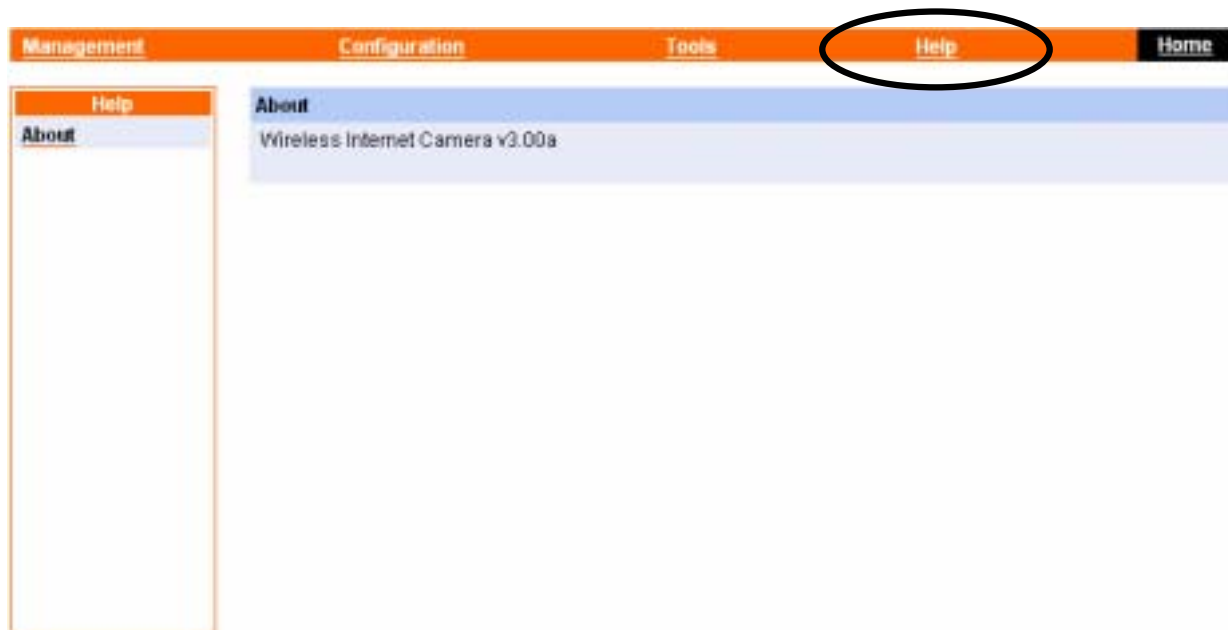 Management Configuration Tools Help Home
Help
About
About
Wireless Internet Camera v3.00a